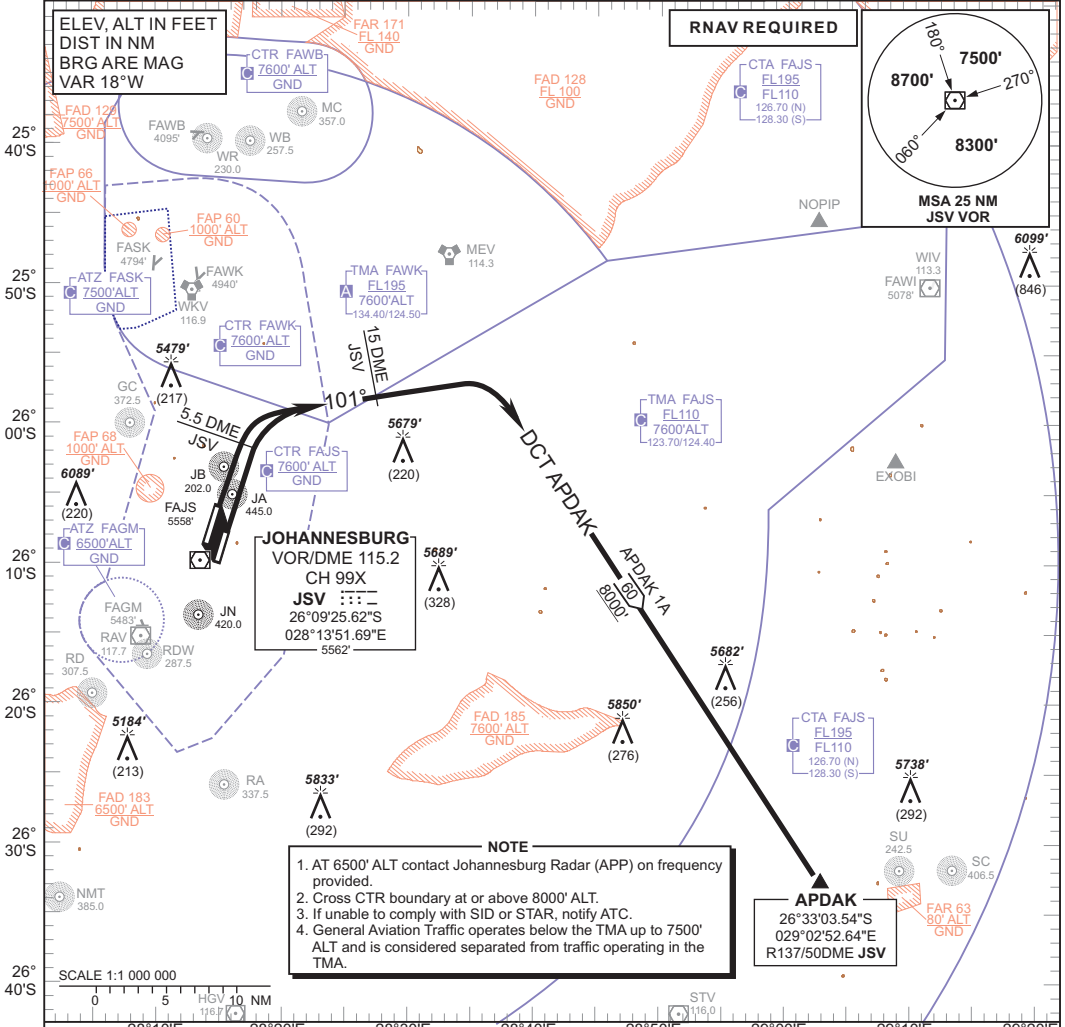 ELEV, ALT IN FEET
DIST IN NM
BRG ARE MAG
VAR 18°W
FAR 171
FL 140
GND
RNAV REQUIRED
180°
7500'
8700'
270°
060°
8300'
MSA 25 NM
JSV VOR
CTR FAWB
C
7600' ALT
GND
FAD 128
FL 100
GND
CTA FAJS
FL195
C
FL110
126.70 (N)
128.30 (S)
FAD 129
7500' ALT
GND
FAWB
4095'
MC
357.0
WB
257.5
WR
230.0
25°
40'S
FAP 66
1000' ALT
GND
FAP 60
1000' ALT
GND
NOPIP
FASK
4794'
FAWK
4940'
WKV
116.9
MEV
114.3
WIV
113.3
FAWI
5078'
6099'
(846)
25°
50'S
ATZ FASK
C
7500'ALT
GND
TMA FAWK
FL195
A
7600'ALT
134.40/124.50
CTR FAWK
C
7600'ALT
GND
15 DME
JSV
5479'
(217)
GC
372.5
101°
26°
00'S
5.5 DME
JSV
5679'
(220)
TMA FAJS
FL110
C
7600'ALT
123.70/124.40
DCT APDAK
FAP 68
1000' ALT
GND
CTR FAJS
C
7600' ALT
GND
EXOBI
6089'
(220)
JB
202.0
JA
445.0
FAJS
5558'
ATZ FAGM
C
6500'ALT
GND
JOHANNESBURG
VOR/DME 115.2
CH 99X
JSV
26°09'25.62"S
028°13'51.69"E
5562'
5689'
(328)
APDAK 1A
60
8000'
26°
10'S
FAGM
5483'
RAV
117.7
RDW
287.5
JN
420.0
RD
307.5
5682'
(256)
26°
20'S
5184'
(213)
FAD 185
7600' ALT
GND
5850'
(276)
CTA FAJS
FL195
C
FL110
126.70 (N)
128.30 (S)
RA
337.5
5833'
(292)
5738'
(292)
FAD 183
6500' ALT
GND
26°
30'S
NOTE
1. AT 6500' ALT contact Johannesburg Radar (APP) on frequency
provided.
2. Cross CTR boundary at or above 8000' ALT.
3. If unable to comply with SID or STAR, notify ATC.
4. General Aviation Traffic operates below the TMA up to 7500'
ALT and is considered separated from traffic operating in the
TMA.
SU
242.5
SC
406.5
NMT
385.0
APDAK
26°33'03.54"S
029°02'52.64"E
R137/50DME JSV
FAR 63
80' ALT
GND
26°
40'S
SCALE 1:1 000 000
0 5 10 NM
HGV
116.7
STV
116.0